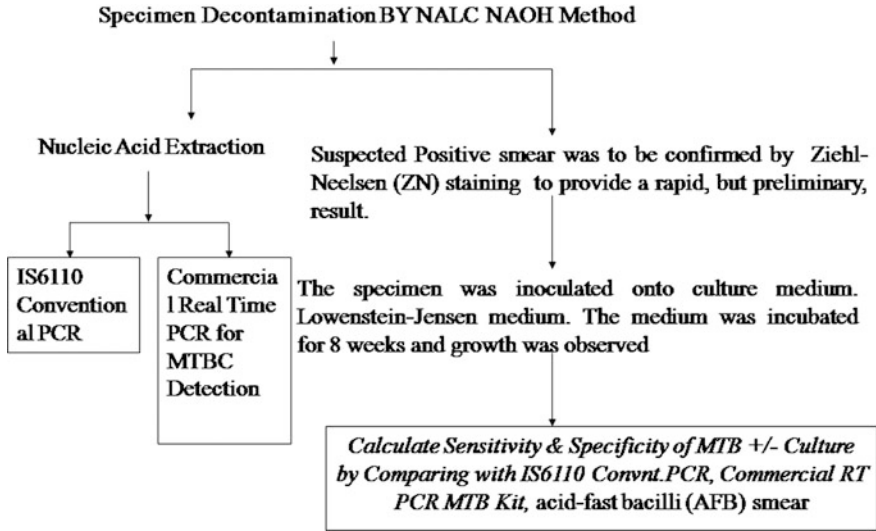 Specimen Decontamination BY NALC NAOH Method
Nucleic Acid Extraction
IS6110
Convention
al PCR
Commercia
l Real Time
PCR for
MTBC
Detection
Suspected Positive smear was to be confirmed by Ziehl-
Neelsen (ZN) staining to provide a rapid, but preliminary,
result.
The specimen was inoculated onto culture medium.
Lowenstein-Jensen medium. The medium was incubated
for 8 weeks and growth was observed
Calculate Sensitivity & Specificity of MTB +/- Culture
by Comparing with IS6110 Convnt.PCR, Commercial RT
PCR MTB Kit, acid-fast bacilli (AFB) smear